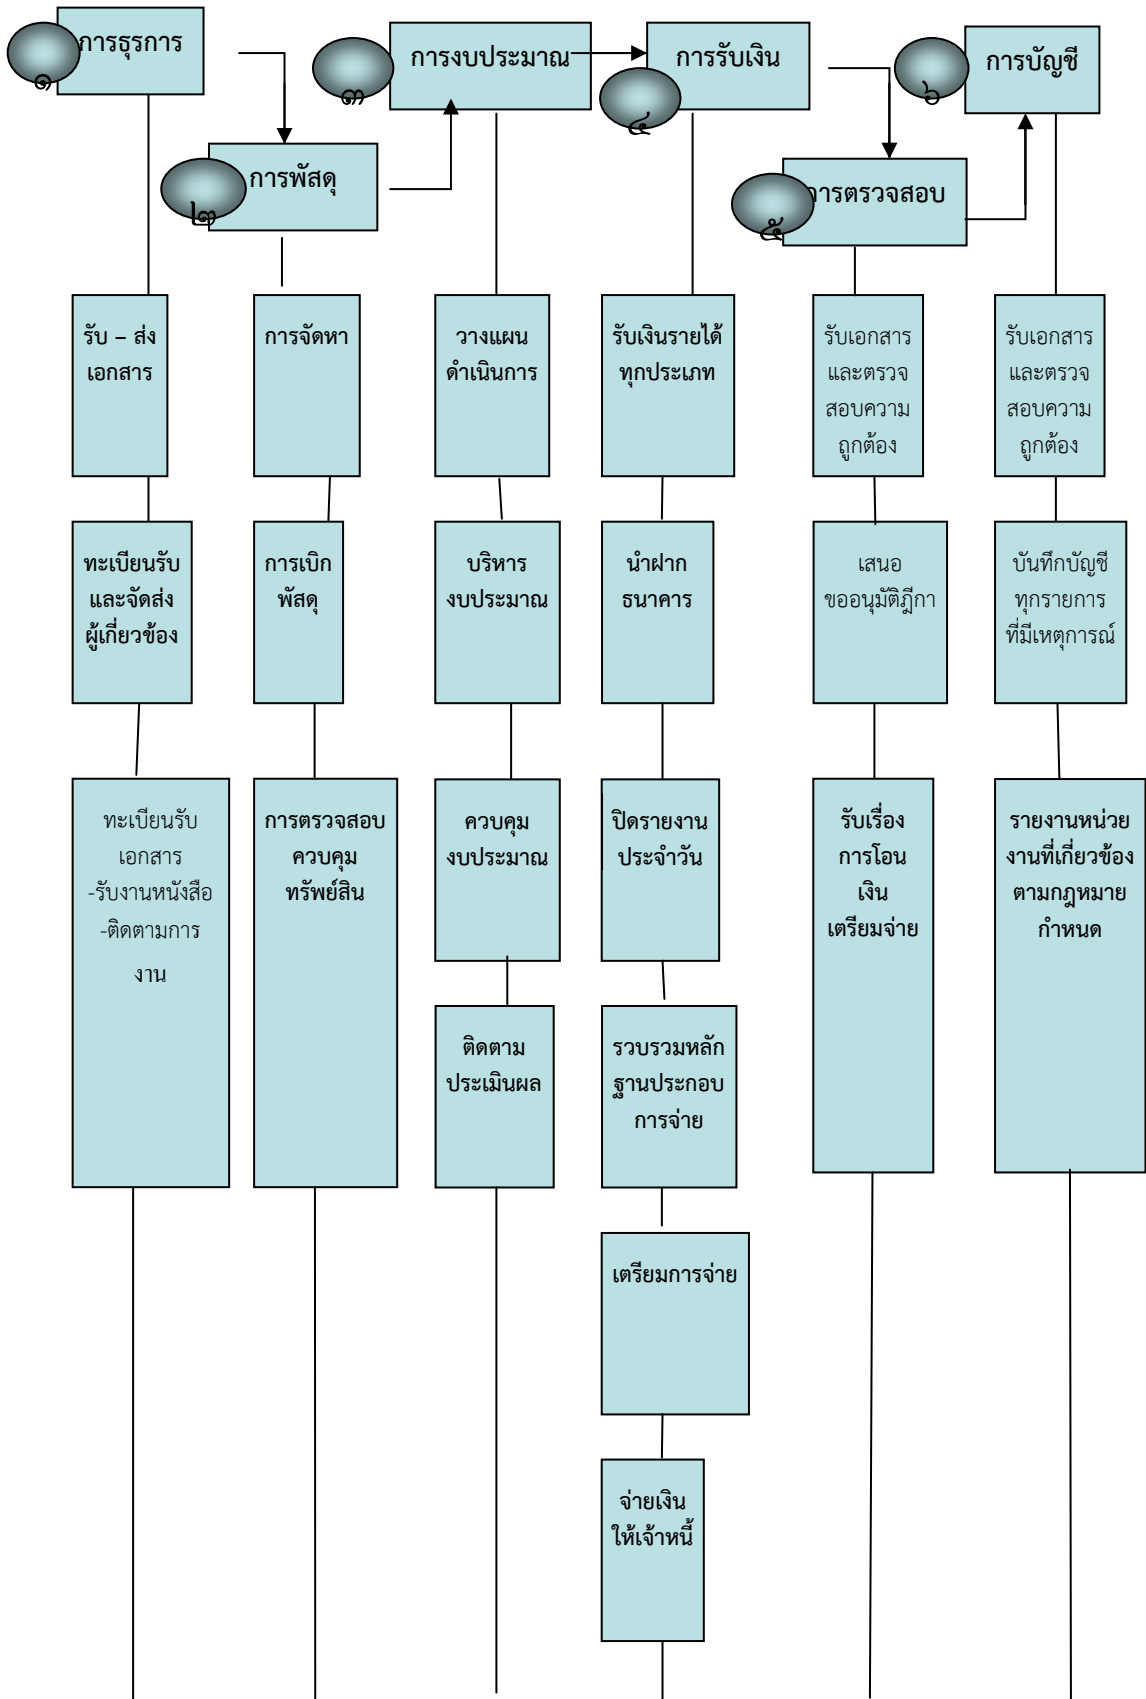 ๑
การธุรการ
๒
การพัสดุ
๓
การงบประมาณ
๔
การรับเงิน
๕
การตรวจสอบ
๖
การบัญชี
รับ – ส่ง
เอกสาร
ทะเบียนรับ
และจัดส่ง
ผู้เกี่ยวข้อง
ทะเบียนรับ
เอกสาร
-รับงานหนังสือ
-ติดตามการ
งาน
การจัดหา
การเบิก
พัสดุ
การตรวจสอบ
ควบคุม
ทรัพย์สิน
วางแผน
ดำเนินการ
บริหาร
งบประมาณ
ควบคุม
งบประมาณ
ติดตาม
ประเมินผล
รับเงินรายได้
ทุกประเภท
นำฝาก
ธนาคาร
ปิดรายงาน
ประจำวัน
รวบรวมหลัก
ฐานประกอบ
การจ่าย
เตรียมการจ่าย
จ่ายเงิน
ให้เจ้าหนี้
รับเอกสาร
และตรวจ
สอบความ
ถูกต้อง
เสนอ
ขออนุมัติฎีกา
รับเรื่อง
การโอน
เงิน
เตรียมจ่าย
รับเอกสาร
และตรวจ
สอบความ
ถูกต้อง
บันทึกบัญชี
ทุกรายการ
ที่มีเหตุการณ์
รายงานหน่วย
งานที่เกี่ยวข้อง
ตามกฎหมาย
กำหนด